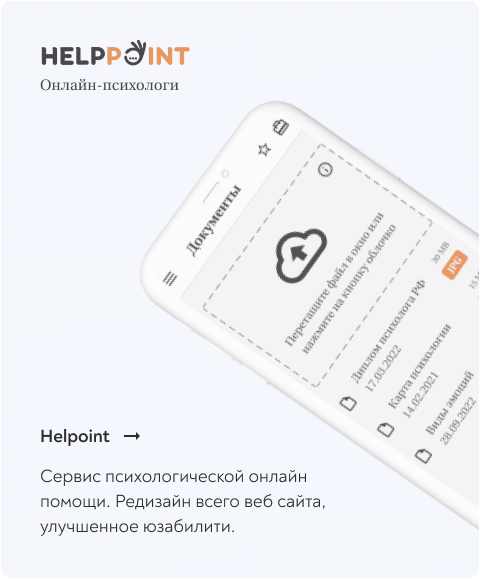 HELPPOINT
Онлайн-психологи
Документы
Перетащите файл в окно или
нажмите на кнопку облочко
Диплом психолога РФ
17.03.2022
30 MB
JPG
Карта психологии
14.02.2021
15 M
Виды эмоций
28.09.2022
Helpoint →
Сервис психологической онлайн
помощи. Редизайн всего веб сайта,
улучшенное юзабилити.